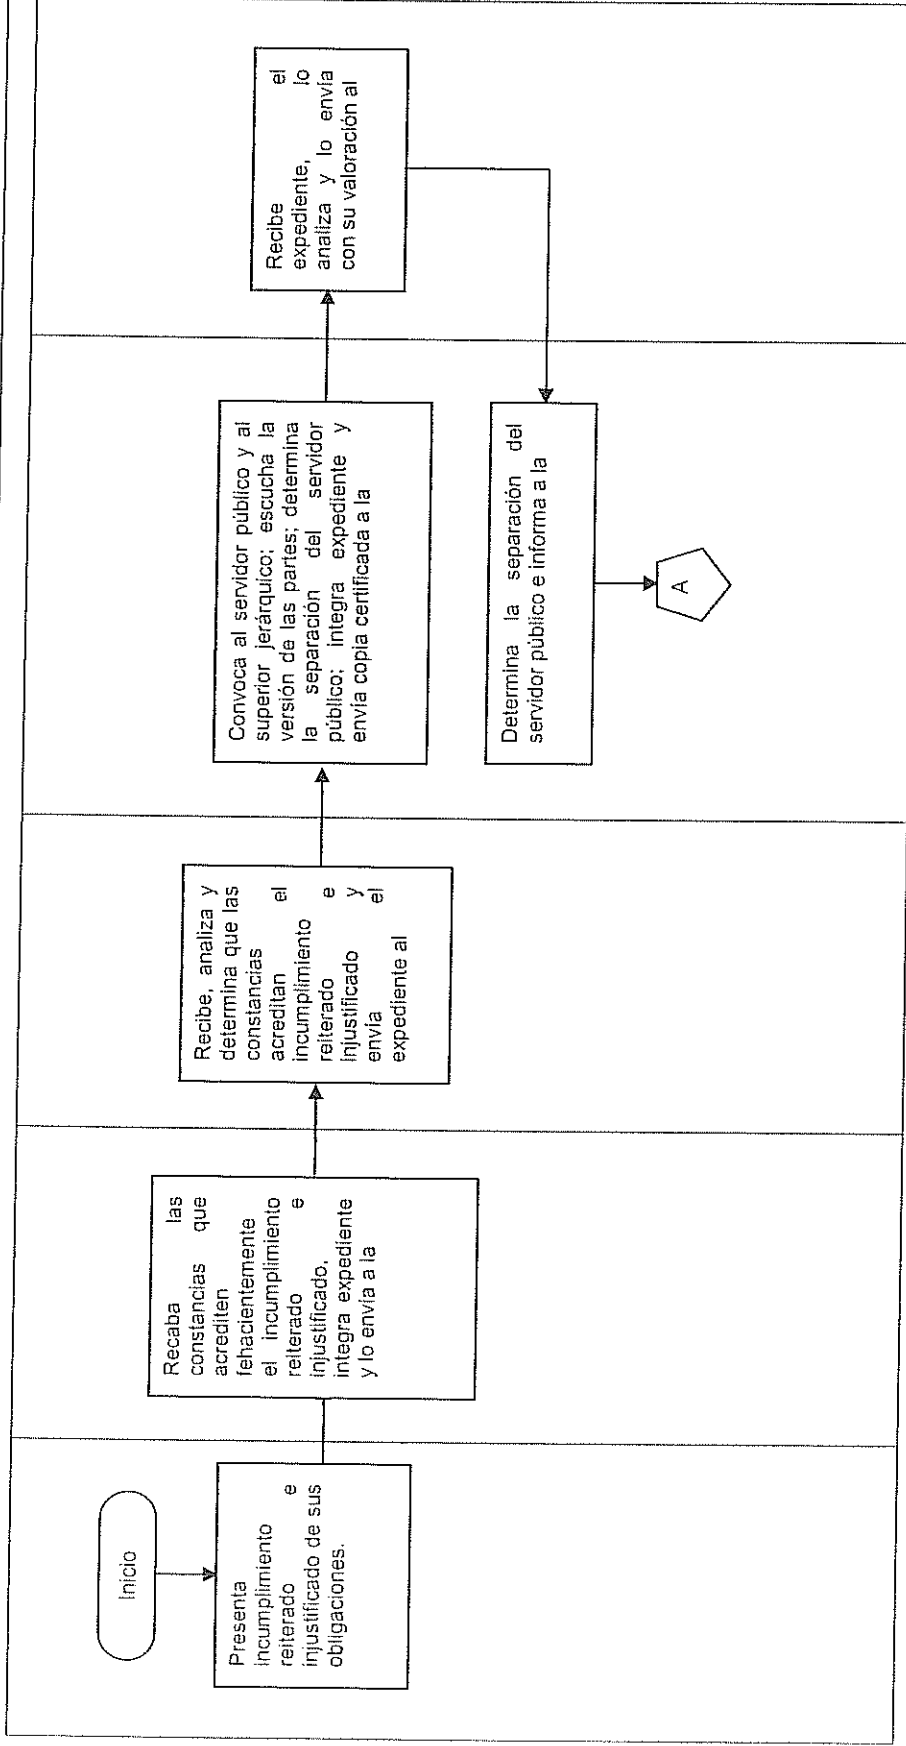 Inicio
Presenta
incumplimiento
reiterado e
injustificado de sus
obligaciones.
Recaba las
constancias que
acrediten
fehacientemente
el incumplimiento
reiterado e
injustificado,
integra expediente
y lo envía a la
Recibe, analiza y
determina que las
constancias
acreditan el
incumplimiento
reiterado e
Injustificado y
envía el
expediente al
Convoca al servidor público y al
superior jerárquico; escucha la
versión de las partes; determina
la separación del servidor
público; integra expediente y
envía copia certificada a la
Recibe el
expediente, lo
analiza y lo envía
con su valoración al
Determina la separación del
servidor público e informa a la
A